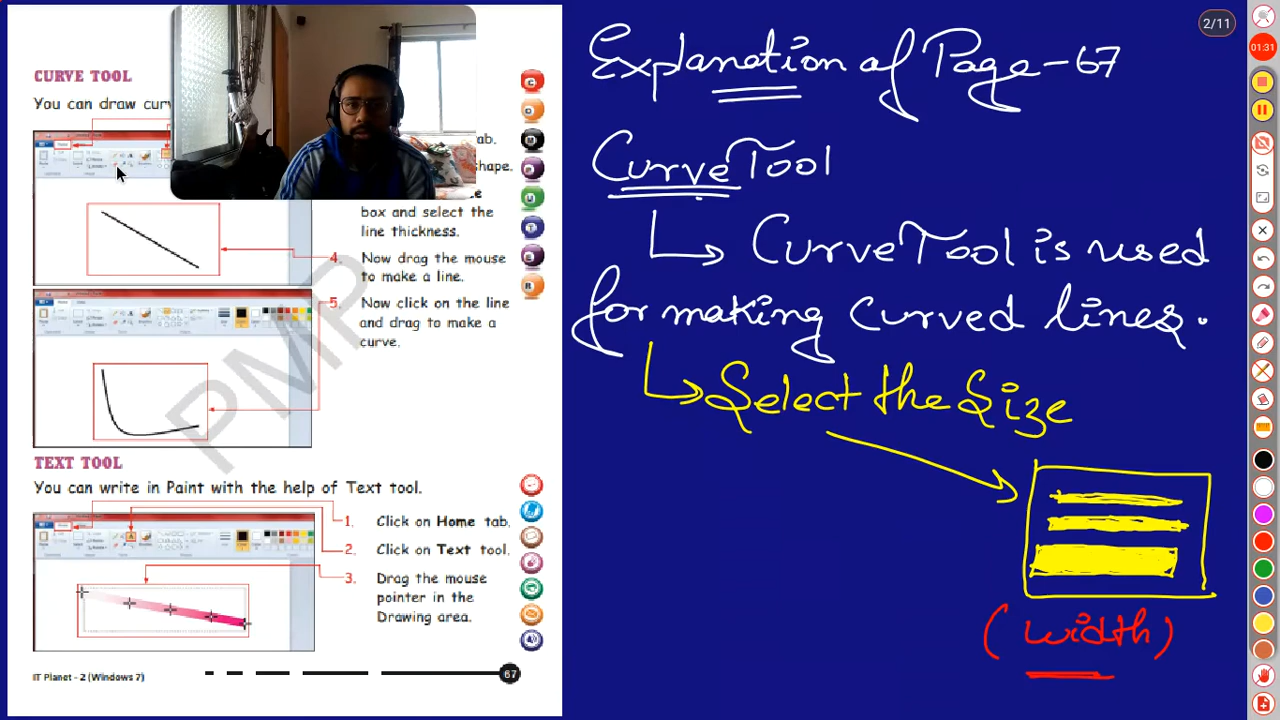 CURVE TOOL
You can draw curv
tab.
shape.
box and select the
line thickness.
4. Now drag the mouse
to make a line.
5. Now click on the line
and drag to make a
curve.
PMP
TEXT TOOL
You can write in Paint with the help of Text tool.
1. Click on Home tab.
2. Click on Text tool.
3. Drag the mouse
pointer in the
Drawing area.
IT Planet - 2 (Windows 7)
67
Explanation of Page-67
Curve Tool
Curve Tool is used
for making Curved lines.
Select the Size
(width)
2/11
01:31